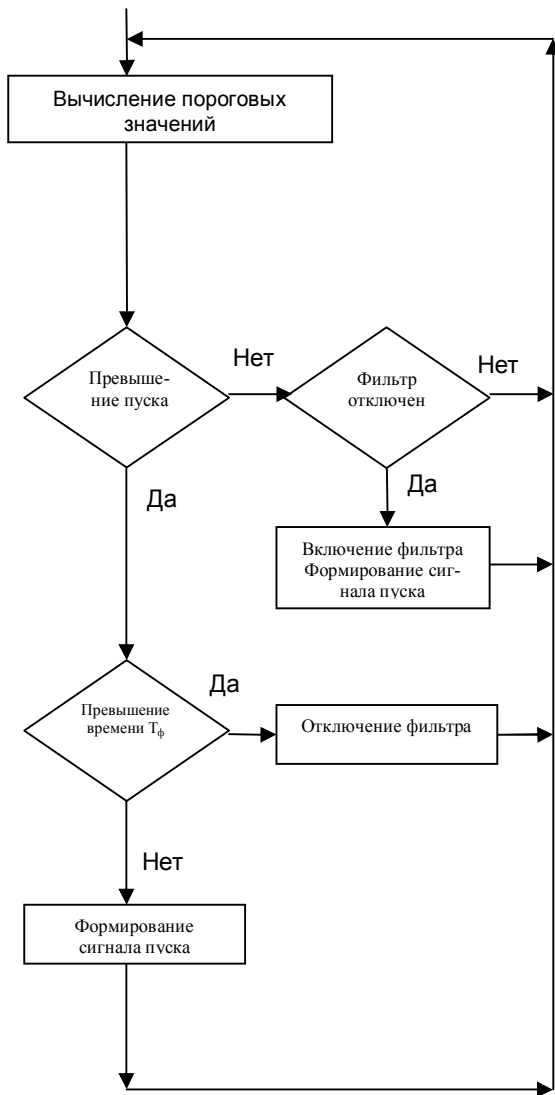 Вычисление пороговых
значений
Нет
Нет
Превыше-
ние пуска
Фильтр
отключен
Да
Да
Включение фильтра
Формирование сиг-
нала пуска
Да
Превышение
времени Тф
Отключение фильтра
Нет
Формирование
сигнала пуска